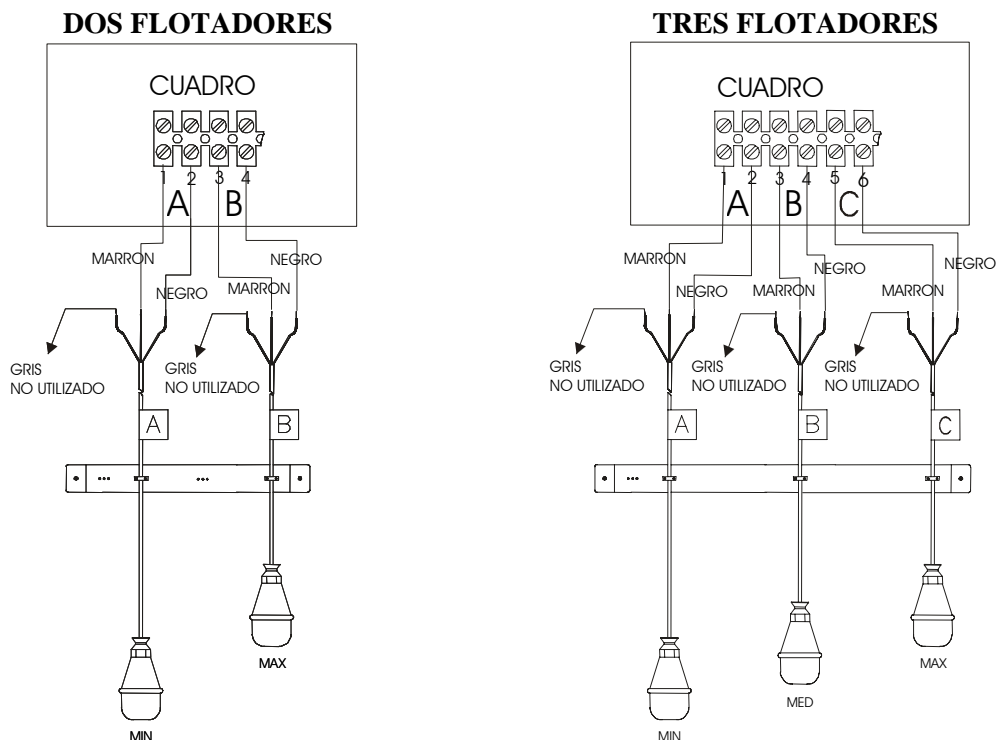 DOS FLOTADORES
CUADRO
1 2 3 4
A B
MARRON
NEGRO
NEGRO
MARRON
GRIS
NO UTILIZADO
GRIS
NO UTILIZADO
A
B
MAX
MIN
TRES FLOTADORES
CUADRO
1 2 3 4 5 6
A B C
MARRON
NEGRO
MARRON
NEGRO
MARRON
NEGRO
GRIS
NO UTILIZADO
GRIS
NO UTILIZADO
GRIS
NO UTILIZADO
A
B
C
MAX
MED
MIN